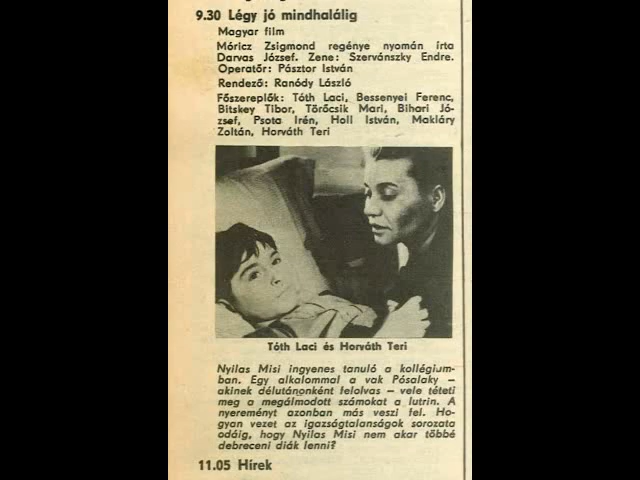 9.30 Légy jó mindhalálig
Magyar film
Móricz Zsigmond regénye nyomán írta
Darvas József. Zene: Szervánszky Endre.
Operatőr: Pásztor István
Rendező: Ranódy László
Főszereplők: Tóth Laci, Bessenyei Ferenc,
Bitskey Tibor, Törőcsik Mari, Bihari Jó-
zsef, Psota Irén, Holl István, Makláry
Zoltán, Horváth Teri
Tóth Laci és Horváth Teri
Nyilas Misi ingyenes tanuló a kollégium-
ban. Egy alkalommal a vak Pósalaky –
akinek délutánonként felolvas – vele téteti
meg a megálmodott számokat a lutrin. A
nyereményt azonban más veszi fel. Ho-
gyan vezet az igazságtalanságok sorozata
odáig, hogy Nyilas Misi nem akar többé
debreceni diák lenni?
11.05 Hírek